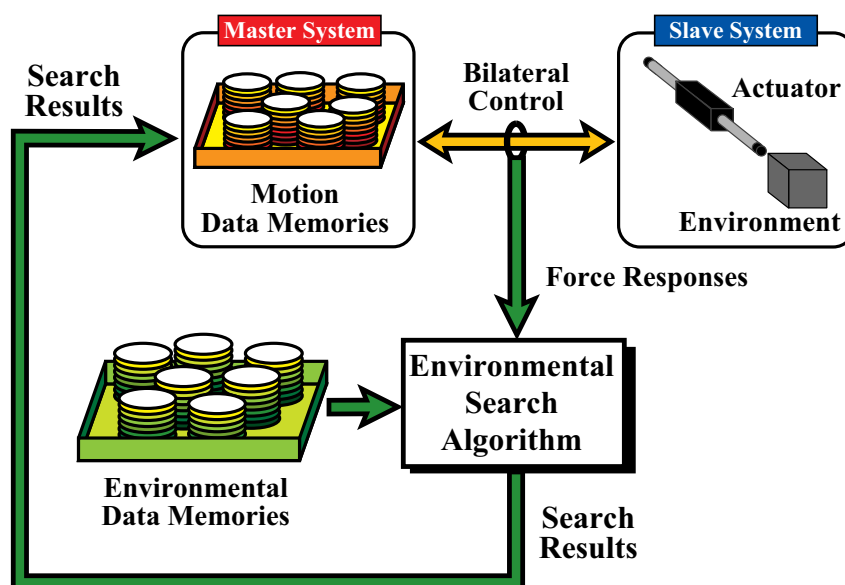 Master System
Slave System
Search
Results
Bilateral
Control
Actuator
Motion
Data Memories
Environment
Force Responses
Environmental
Search
Algorithm
Environmental
Data Memories
Search
Results